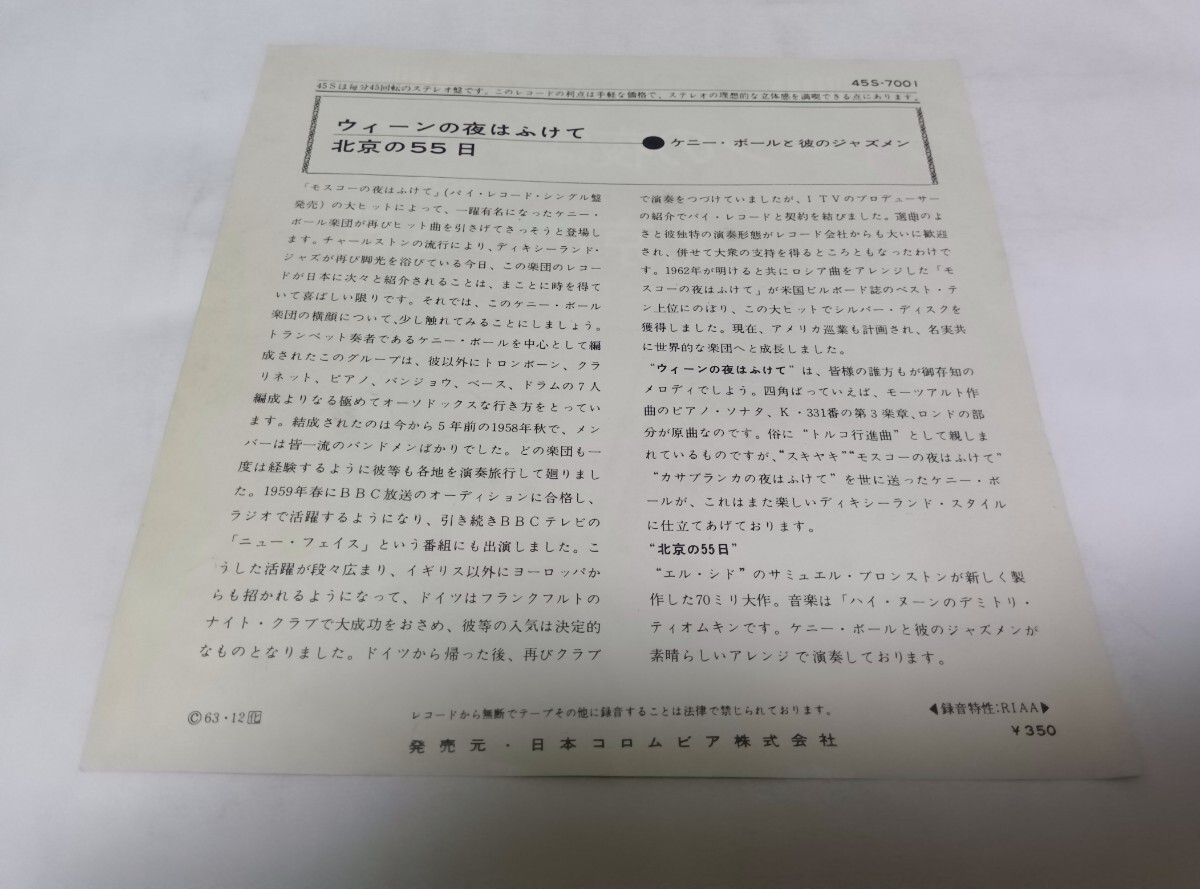 45S-7001
45Sは毎分45回転のステレオ盤です。このレコードの利点は手軽な価格で、ステレオの理想的な立体感を満喫できる点にあります。
ウィーンの夜はふけて
北京の55日
●ケニー・ボールと彼のジャズメン
「モスコーの夜はふけて」(パイ・レコード・シングル盤
発売)の大ヒットによって、一躍有名になったケニー・
ボール楽団が再びヒット曲を引さげてさっそうと登場し
ます。チャールストンの流行により、ディキシーランド・
ジャズが再び脚光を浴びている今日、この楽団のレコー
ドが日本に次々と紹介されることは、まことに時を得て
いて喜ばしい限りです。それでは、このケニー・ボール
楽団の横顔について、少し触れてみることにしましょう。
トランペット奏者であるケニー・ボールを中心として編
成されたこのグループは、彼以外にトロンボーン、クラ
リネット、ピアノ、バンジョウ、ベース、ドラムの7人
編成よりなる極めてオーソドックスな行き方をとってい
ます。結成されたのは今から5年前の1958年秋で、メン
バーは皆一流のバンドメンばかりでした。どの楽団も一
度は経験するように彼等も各地を演奏旅行して廻りまし
た。1959年春にBBC放送のオーディションに合格し、
ラジオで活躍するようになり、引き続きBBCテレビの
「ニュー・フェイス」という番組にも出演しました。こ
うした活躍が段々広まり、イギリス以外にヨーロッパか
らも招かれるようになって、ドイツはフランクフルトの
ナイト・クラブで大成功をおさめ、彼等の人気は決定的
なものとなりました。ドイツから帰った後、再びクラブ
で演奏をつづけていましたが、ITVのプロデューサー
の紹介でパイ・レコードと契約を結びました。選曲のよ
さと彼独特の演奏形態がレコード会社からも大いに歓迎
され、併せて大衆の支持を得るところともなったわけで
す。1962年が明けると共にロシア曲をアレンジした「モ
スコーの夜はふけて」が米国ビルボード誌のベスト・テ
ン上位にのぼり、この大ヒットでシルバー・ディスクを
獲得しました。現在、アメリカ巡業も計画され、名実共
に世界的な楽団へと成長しました。
"ウィーンの夜はふけて"は、皆様の誰方もが御存知の
メロディでしよう。四角ばっていえば、モーツアルト作
曲のピアノ・ソナタ、K・331番の第3楽章、ロンドの部
分が原曲なのです。俗に"トルコ行進曲"として親しま
れているものですが、"スキヤキ""モスコーの夜はふけて"
"カサブランカの夜はふけて"を世に送ったケニー・ボ
ールが、これはまた楽しいディキシーランド・スタイル
に仕立てあげております。
"北京の55日"
"エル・シド"のサミュエル・ブロンストンが新しく製
作した70ミリ大作。音楽は「ハイ・ヌーンのデミトリ・
ティオムキンです。ケニー・ボールと彼のジャズメンが
素晴らしいアレンジで演奏しております。
©63・12
レコードから無断でテープその他に録音することは法律で禁じられております。
◀録音特性:RIAA▶
¥350
発売元・日本コロムビア株式会社